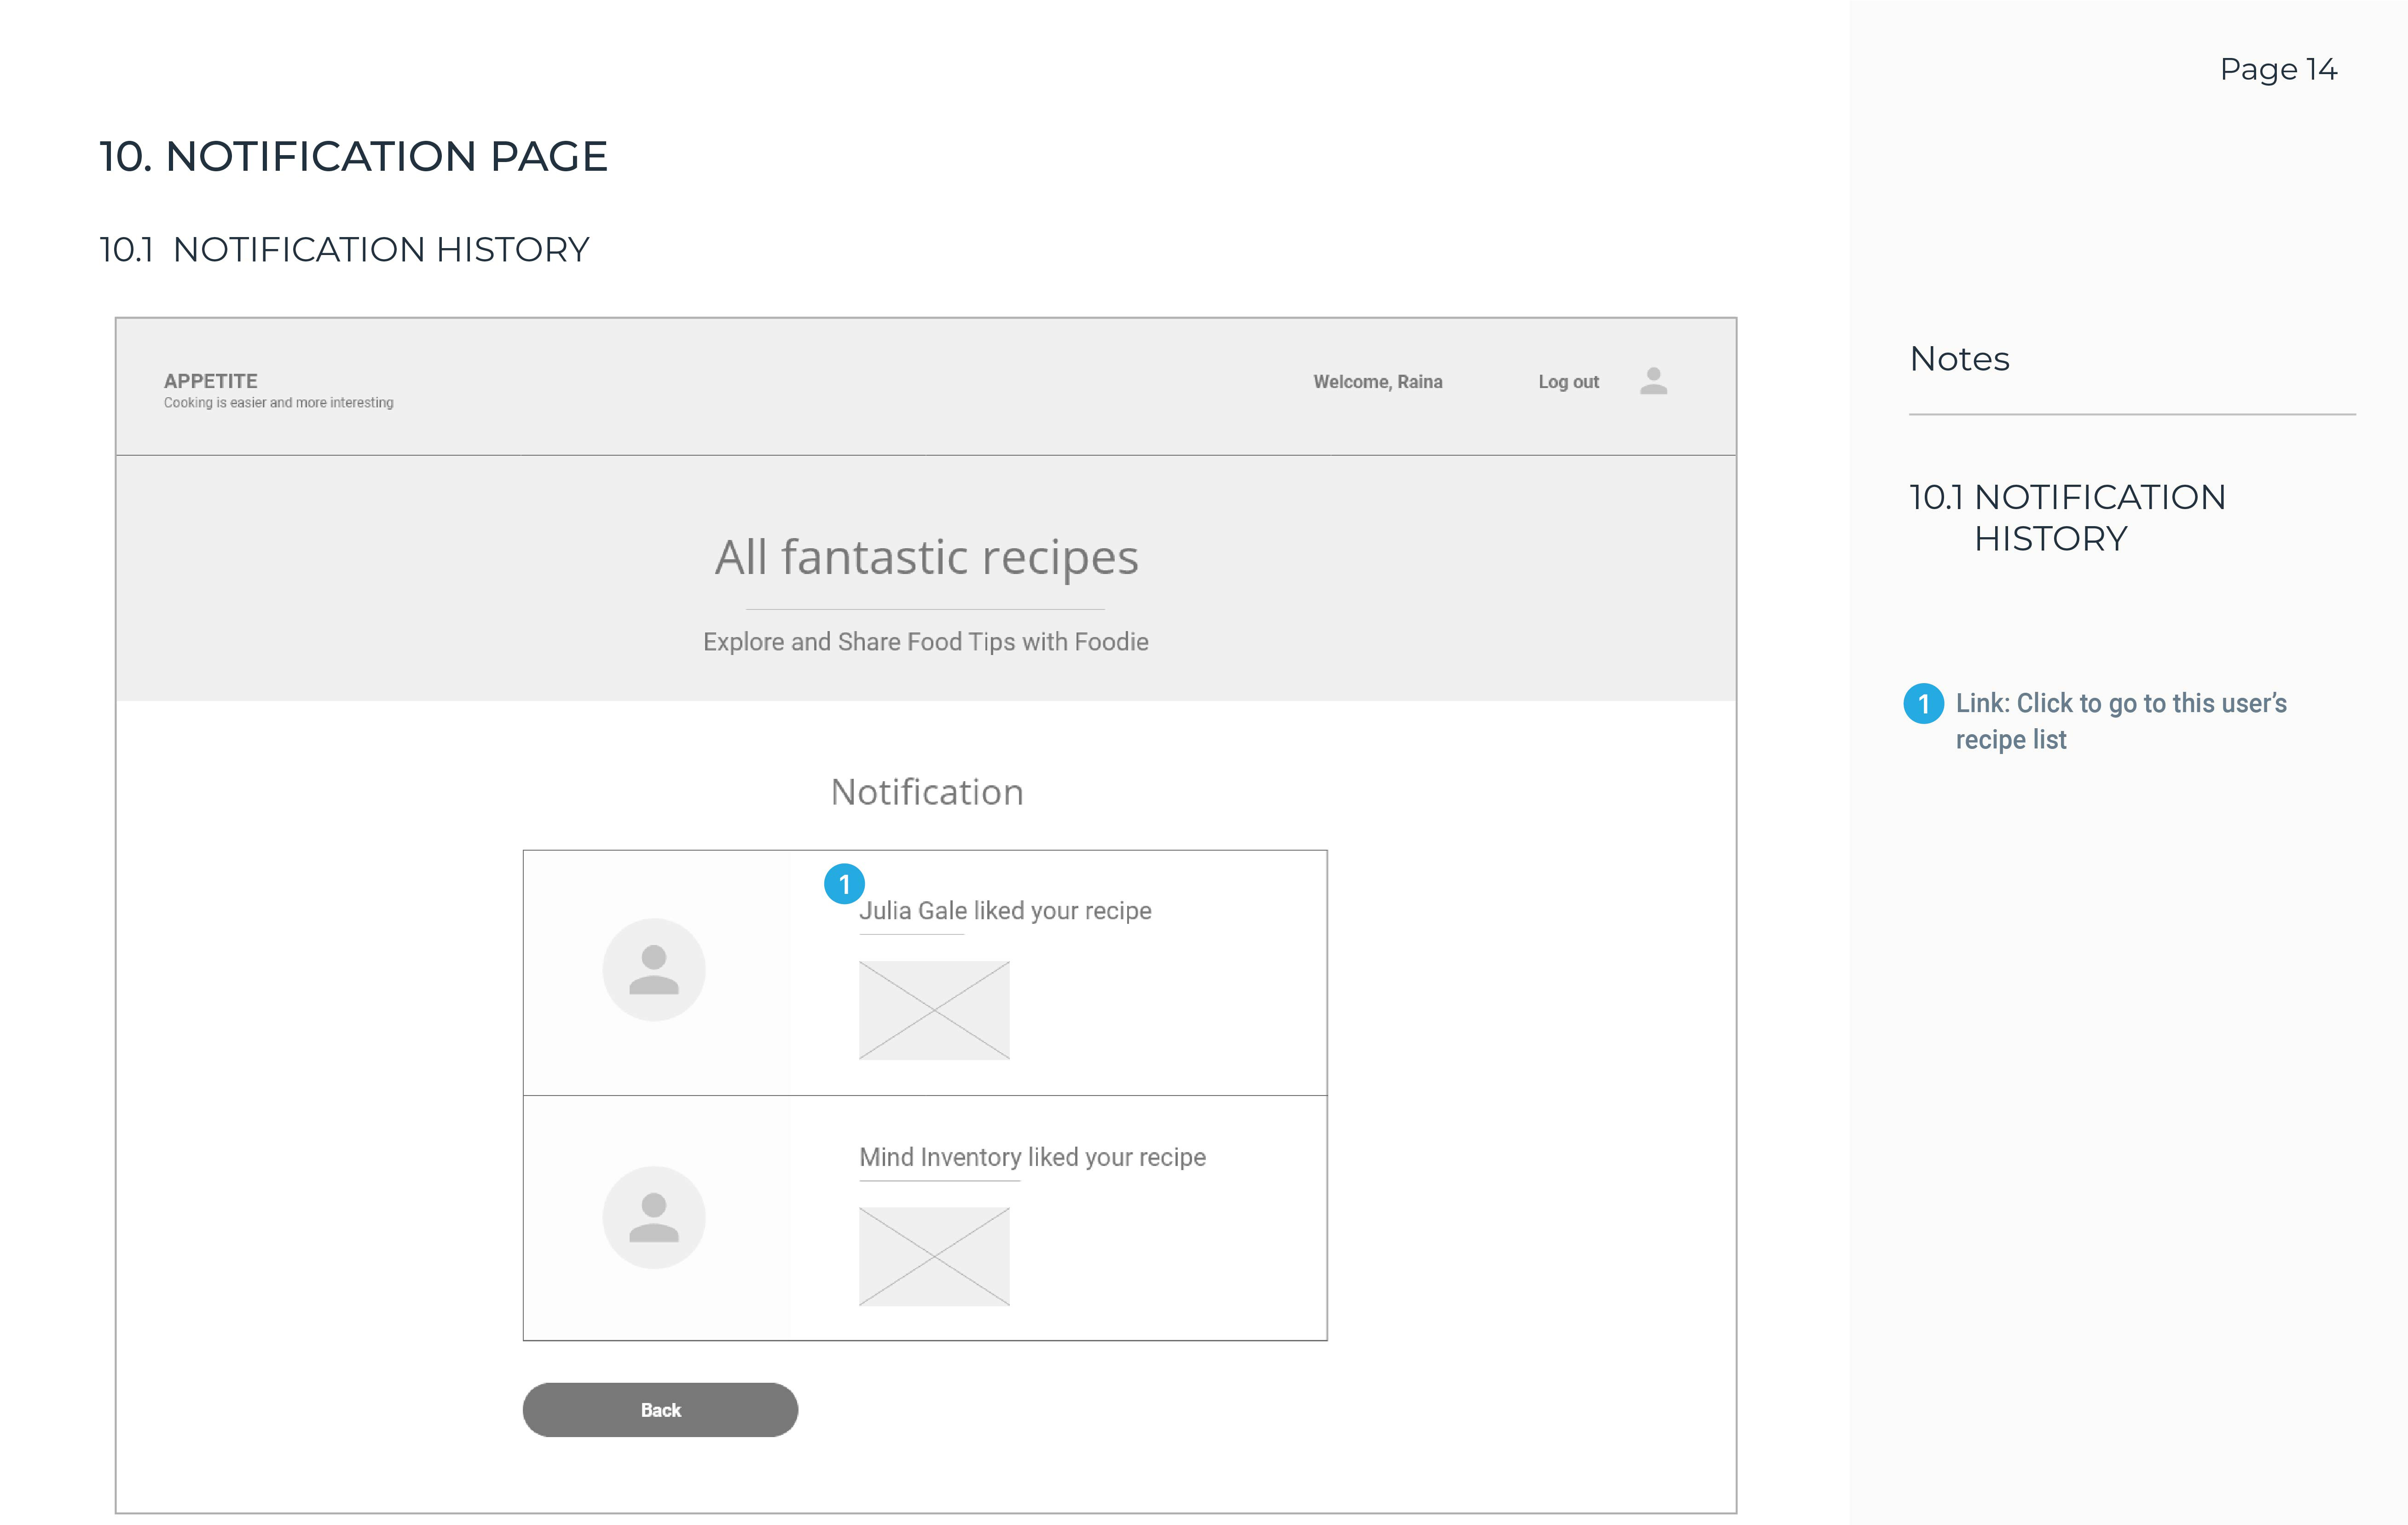 Page 14
10. NOTIFICATION PAGE
10.1 NOTIFICATION HISTORY
APPETITE
Cooking is easier and more interesting
Welcome, Raina
Log out
All fantastic recipes
Explore and Share Food Tips with Foodie
Notification
1
Julia Gale liked your recipe
Mind Inventory liked your recipe
Back
Notes
10.1 NOTIFICATION
HISTORY
1 Link: Click to go to this user’s
recipe list